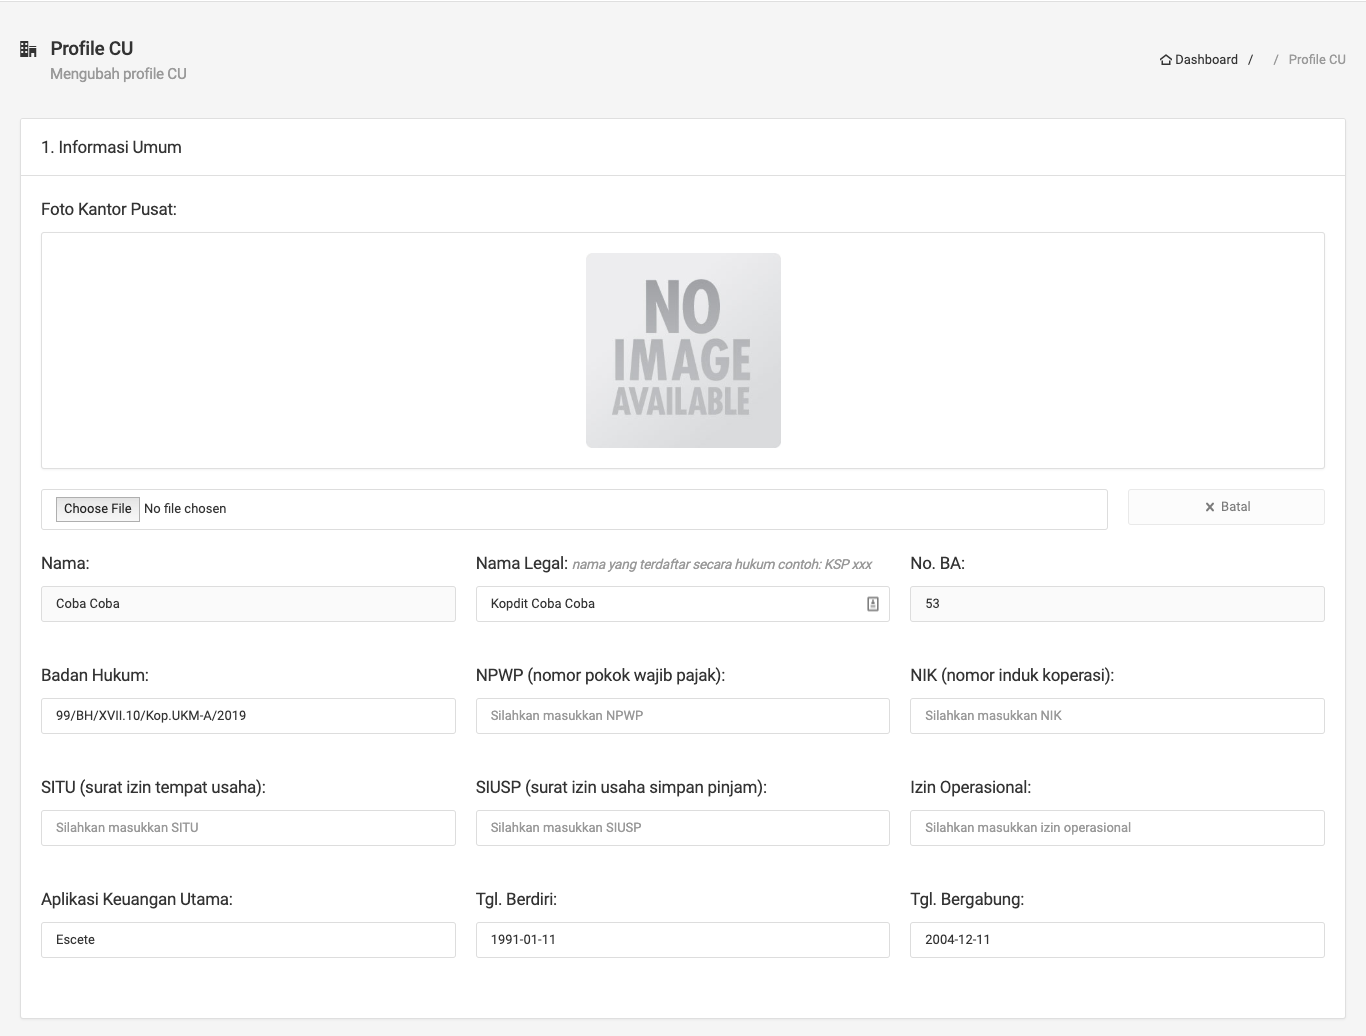 Profile CU
Mengubah profile CU
Dashboard / / Profile CU
1. Informasi Umum
Foto Kantor Pusat:
NO
IMAGE
AVAILABLE
Choose File No file chosen
Batal
Nama:
Nama Legal: nama yang terdaftar secara hukum contoh: KSP xxx
No. BA:
Coba Coba
Kopdit Coba Coba
53
Badan Hukum:
NPWP (nomor pokok wajib pajak):
NIK (nomor induk koperasi):
99/BH/XVII.10/Kop.UKM-A/2019
Silahkan masukkan NPWP
Silahkan masukkan NIK
SITU (surat izin tempat usaha):
SIUSP (surat izin usaha simpan pinjam):
Izin Operasional:
Silahkan masukkan SITU
Silahkan masukkan SIUSP
Silahkan masukkan izin operasional
Aplikasi Keuangan Utama:
Tgl. Berdiri:
Tgl. Bergabung:
Escete
1991-01-11
2004-12-11